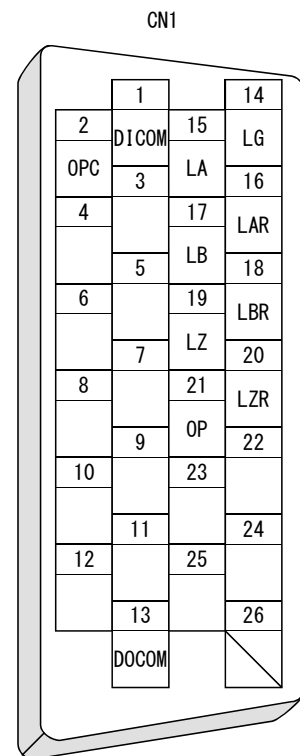 CN1
1 14
2 15
DICOM LG
OPC 3 LA 16
4 17
LAR
5 LB 18
6 19
LBR
7 LZ 20
8 21
LZR
9 OP 22
10 23
11 24
12 25
13 26
DOCOM